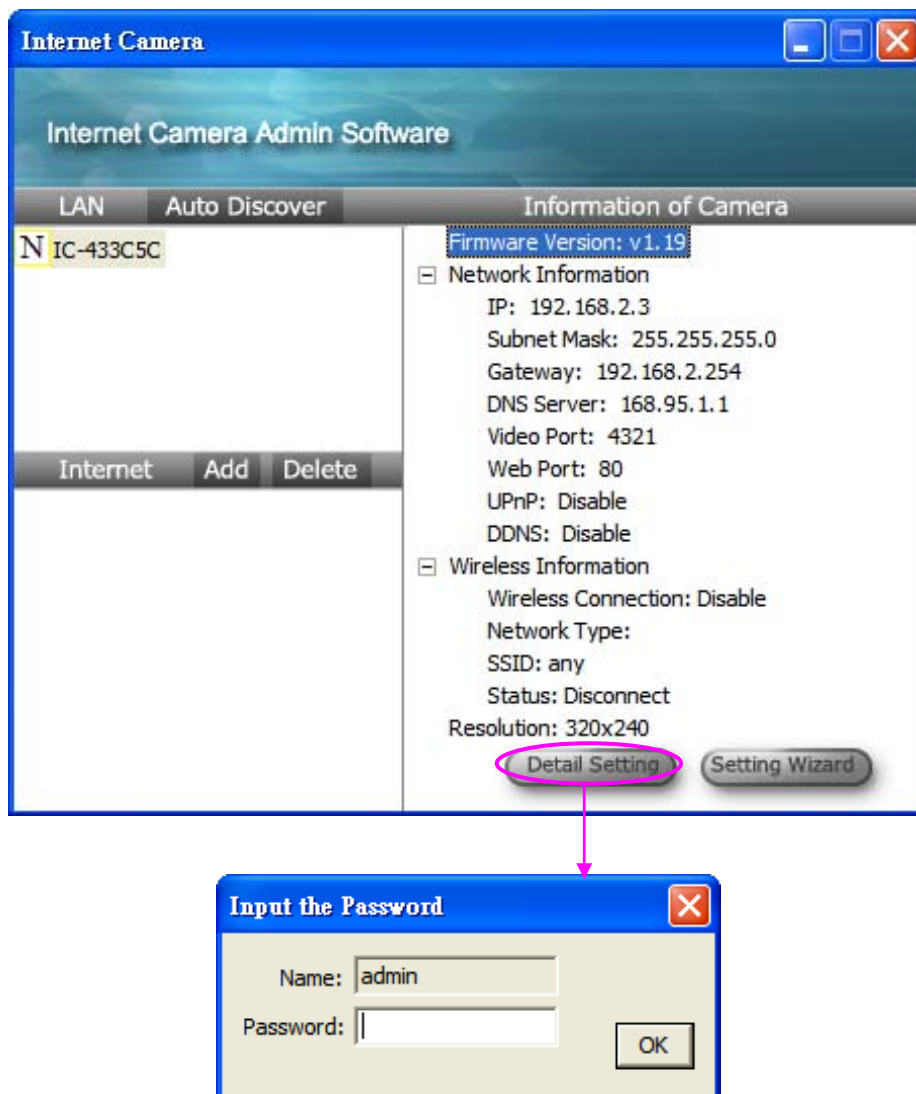 Internet Camera
Internet Camera Admin Software
LAN Auto Discover
N IC-433C5C
Internet Add Delete
Information of Camera
Firmware Version: v1.19
Network Information
IP: 192.168.2.3
Subnet Mask: 255.255.255.0
Gateway: 192.168.2.254
DNS Server: 168.95.1.1
Video Port: 4321
Web Port: 80
UPnP: Disable
DDNS: Disable
Wireless Information
Wireless Connection: Disable
Network Type:
SSID: any
Status: Disconnect
Resolution: 320x240
Detail Setting Setting Wizard
Input the Password
Name: admin
Password:
OK